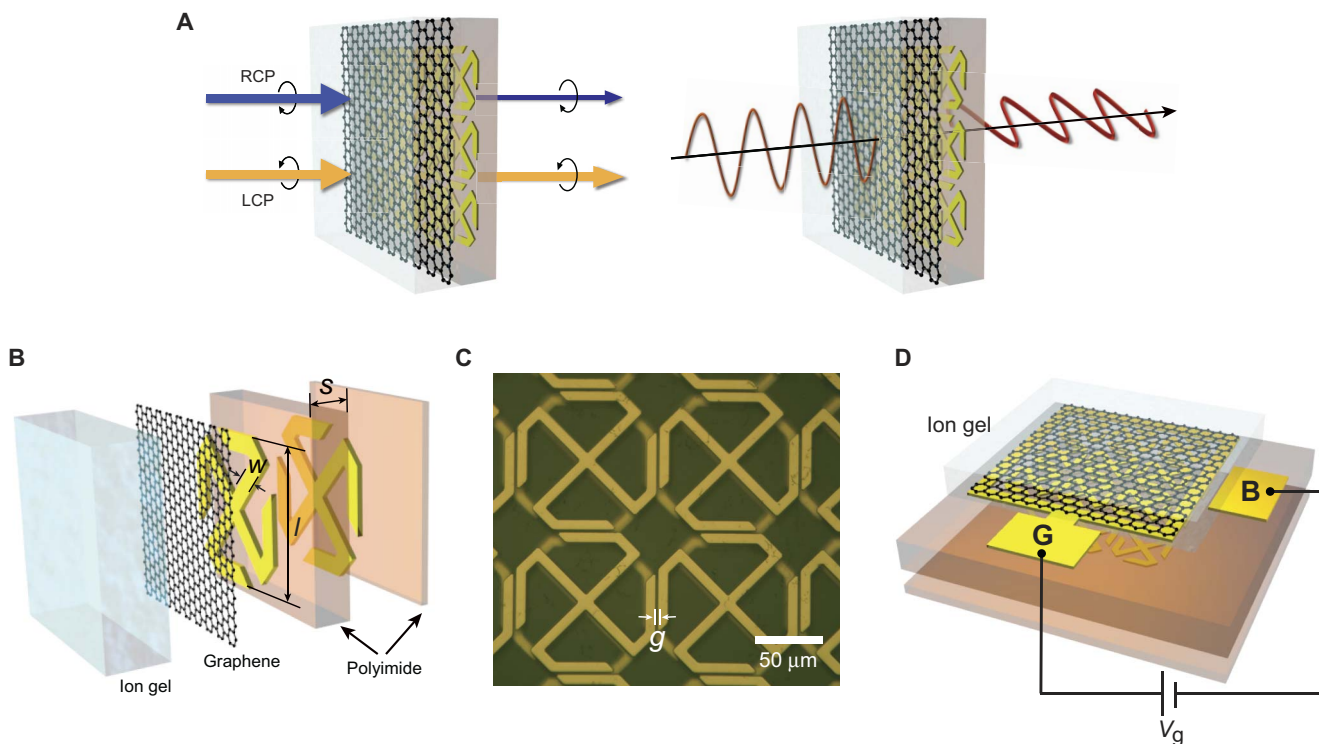 A
RCP
LCP
B
S
w
l
Graphene
Ion gel
Polyimide
C
g
50 μm
D
Ion gel
B
G
Vg